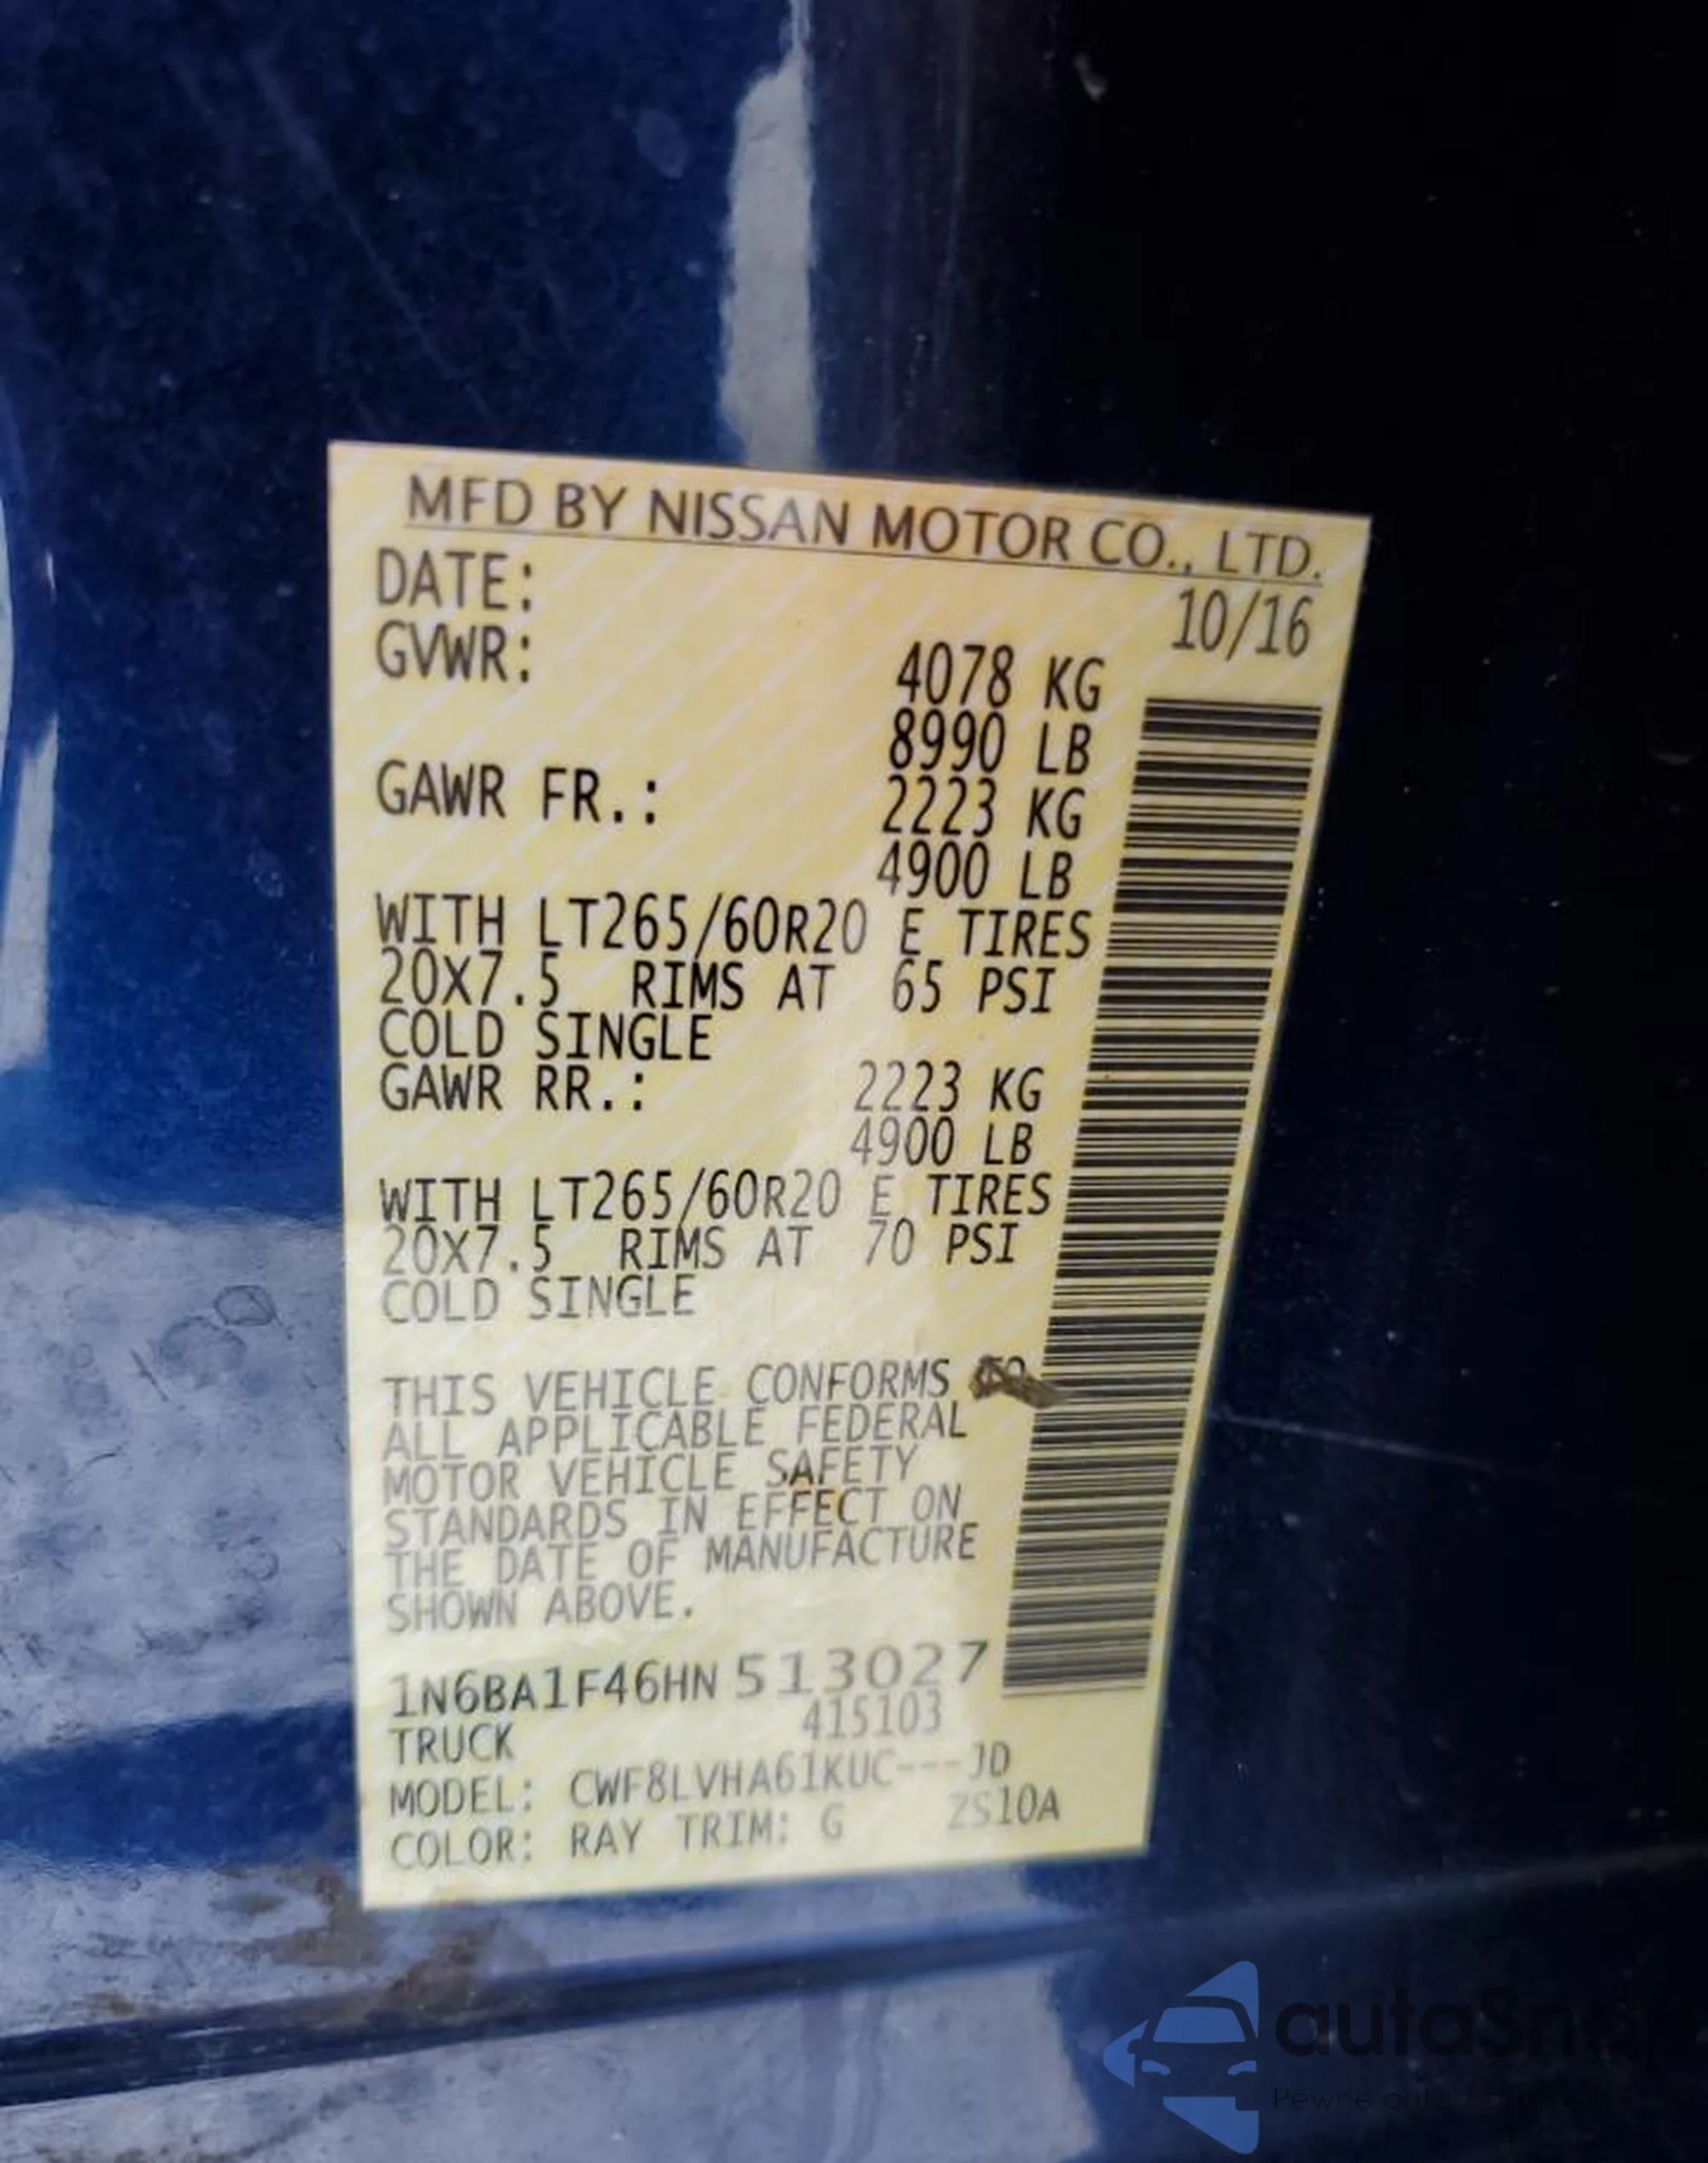 MFD BY NISSAN MOTOR CO., LTD.
DATE: 10/16
GVWR: 4078 KG
8990 LB
GAWR FR.: 2223 KG
4900 LB
WITH LT265/60R20 E TIRES
20X7.5 RIMS AT 65 PSI
COLD SINGLE
GAWR RR.: 2223 KG
4900 LB
WITH LT265/60R20 E TIRES
20X7.5 RIMS AT 70 PSI
COLD SINGLE
THIS VEHICLE CONFORMS TO
ALL APPLICABLE FEDERAL
MOTOR VEHICLE SAFETY
STANDARDS IN EFFECT ON
THE DATE OF MANUFACTURE
SHOWN ABOVE.
1N6BA1F46HN 513027
TRUCK 415103
MODEL: CWF8LVHA61KUC---JD
COLOR: RAY TRIM: G ZS10A
Pewne